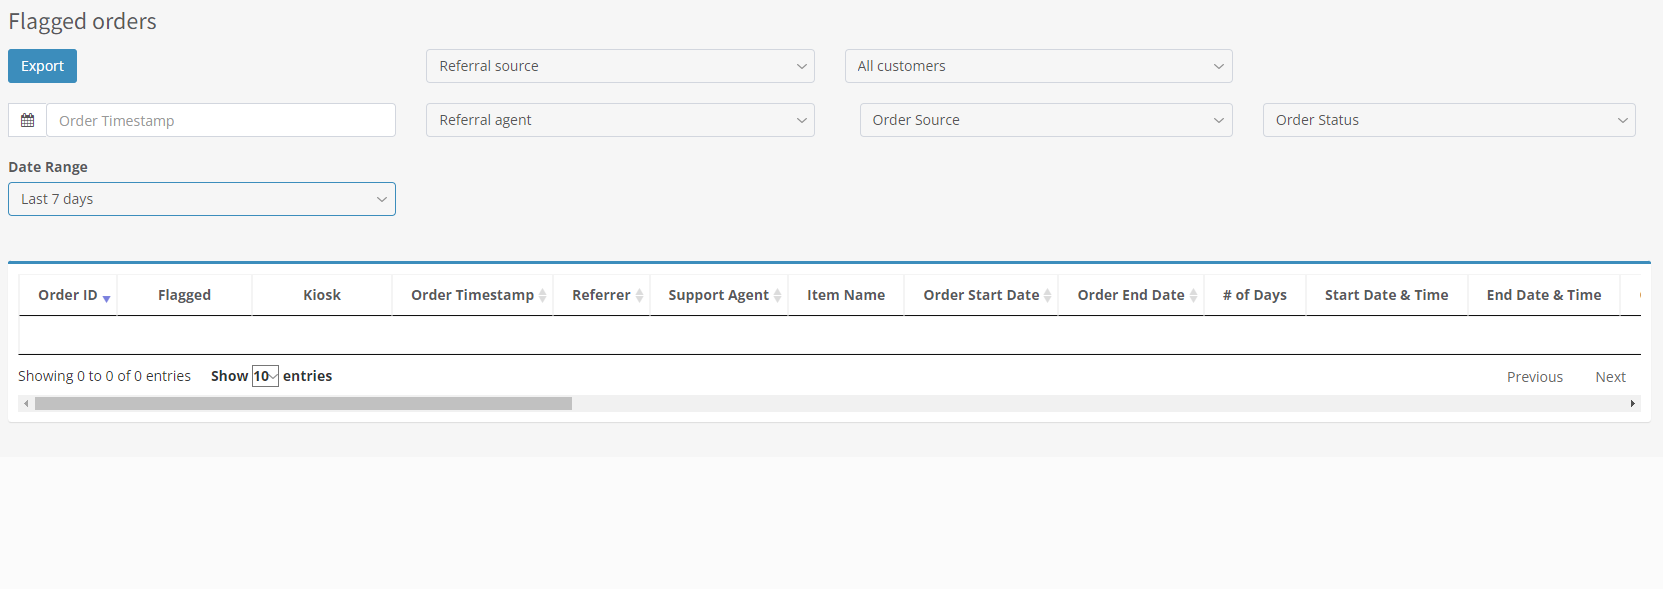 Flagged orders
Export
Referral source
All customers
Order Timestamp
Referral agent
Order Source
Order Status
Date Range
Last 7 days
Order ID Flagged Kiosk Order Timestamp Referrer Support Agent Item Name Order Start Date Order End Date # of Days Start Date & Time End Date & Time
Showing 0 to 0 of 0 entries Show 10 entries Previous Next